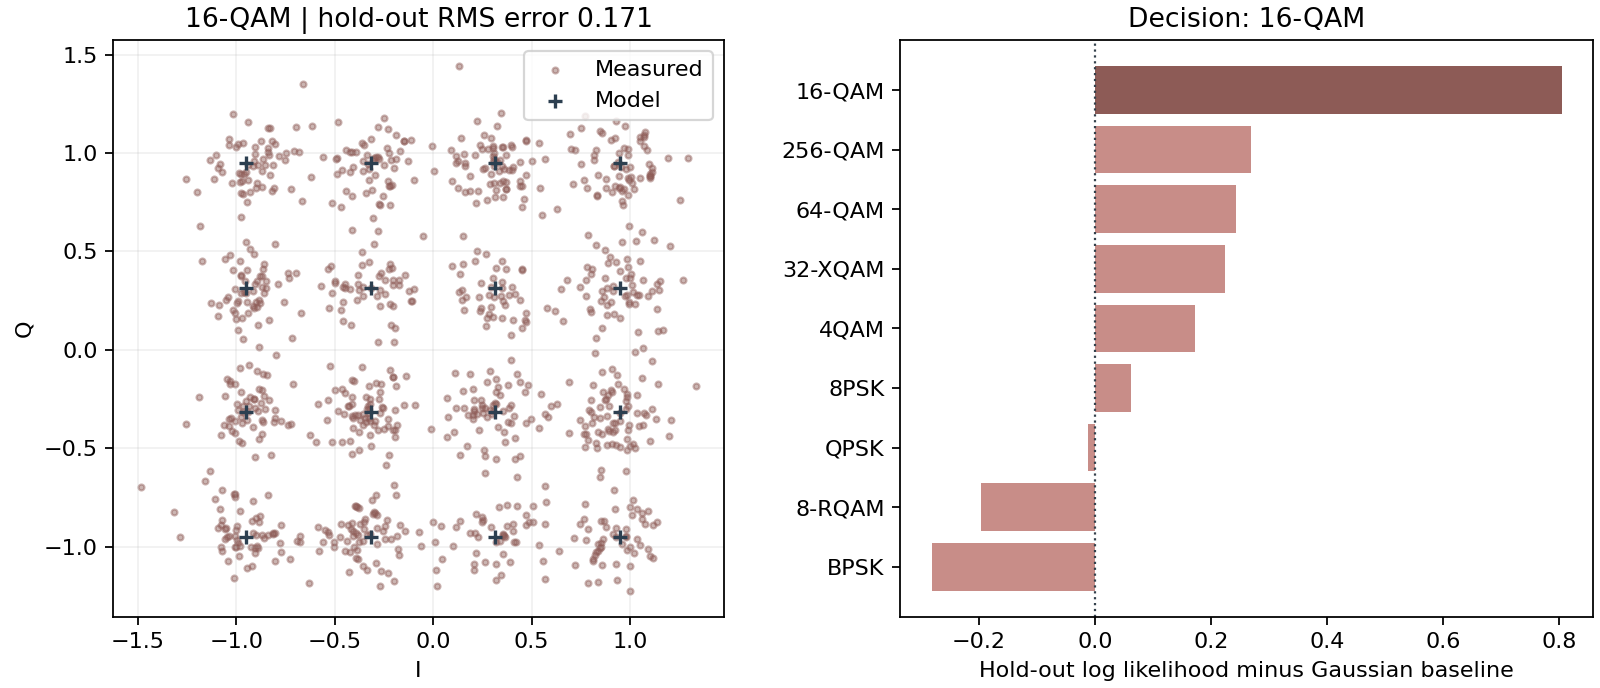 16-QAM | hold-out RMS error 0.171
Measured
Model
1.5
1.0
0.5
0.0
−0.5
−1.0
Q
−1.5
−1.0
−0.5
0.0
0.5
1.0
I
Decision: 16-QAM
16-QAM
256-QAM
64-QAM
32-XQAM
4QAM
8PSK
QPSK
8-RQAM
BPSK
−0.2
0.0
0.2
0.4
0.6
0.8
Hold-out log likelihood minus Gaussian baseline